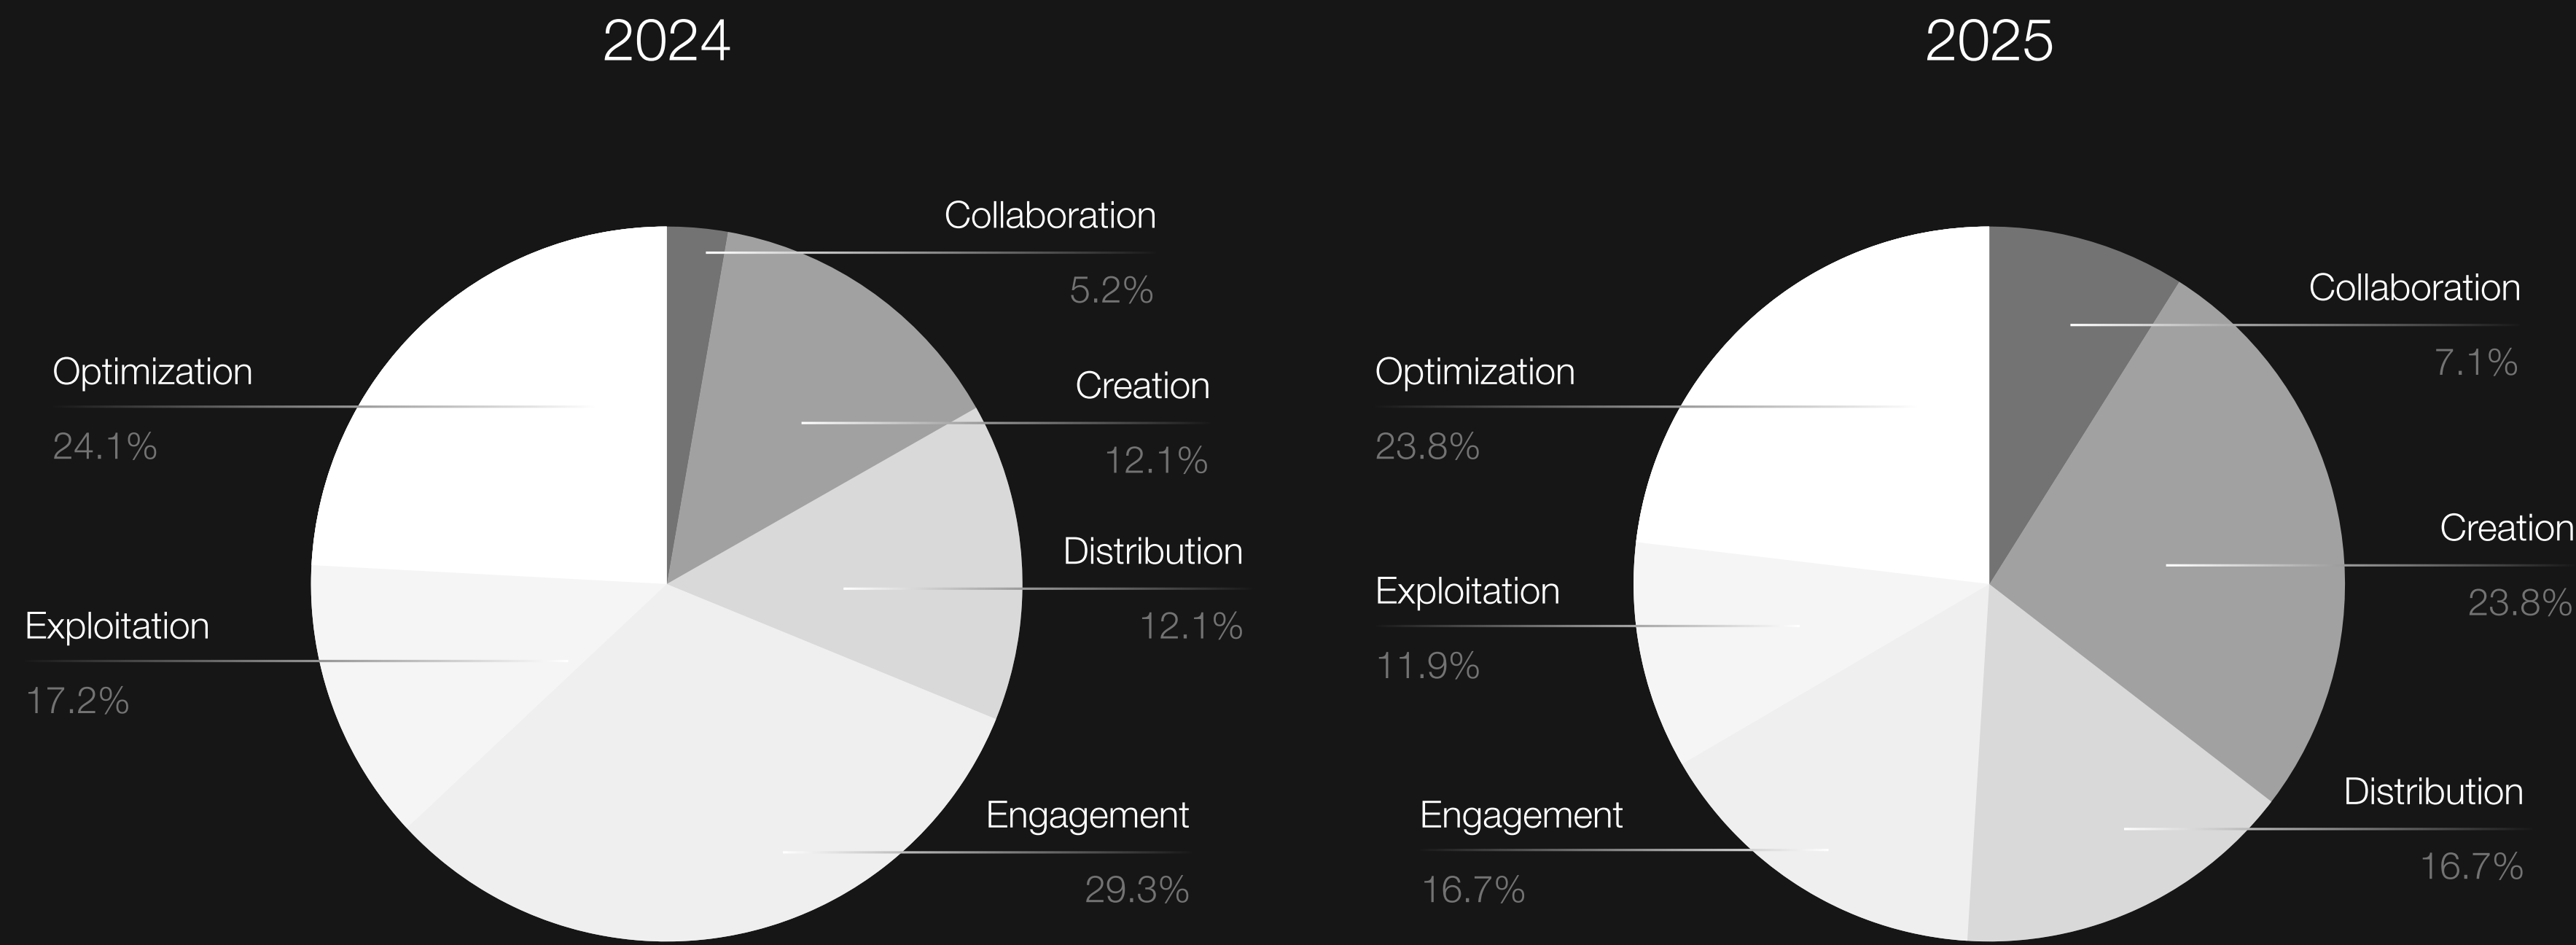 2024
Collaboration
5.2%
Creation
12.1%
Distribution
12.1%
Engagement
29.3%
Exploitation
17.2%
Optimization
24.1%
2025
Collaboration
7.1%
Creation
23.8%
Distribution
16.7%
Engagement
16.7%
Exploitation
11.9%
Optimization
23.8%